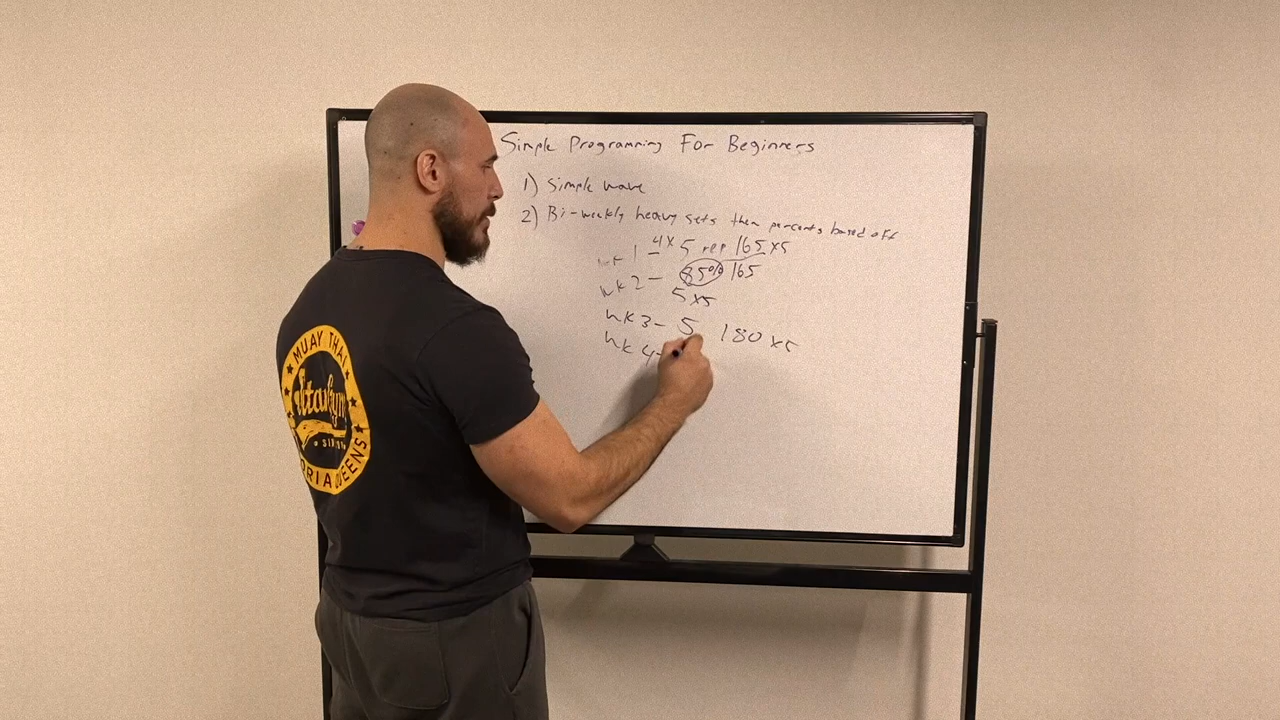 Simple Programming For Beginners
1) Simple wave
2) Bi-weekly heavy sets then percents based off
1 - 4x5 rep 165x5
wk 2 - 85% 165
5x5
wk 3 - 5 180x5
wk 4-
MUAY THAI
QUEENS